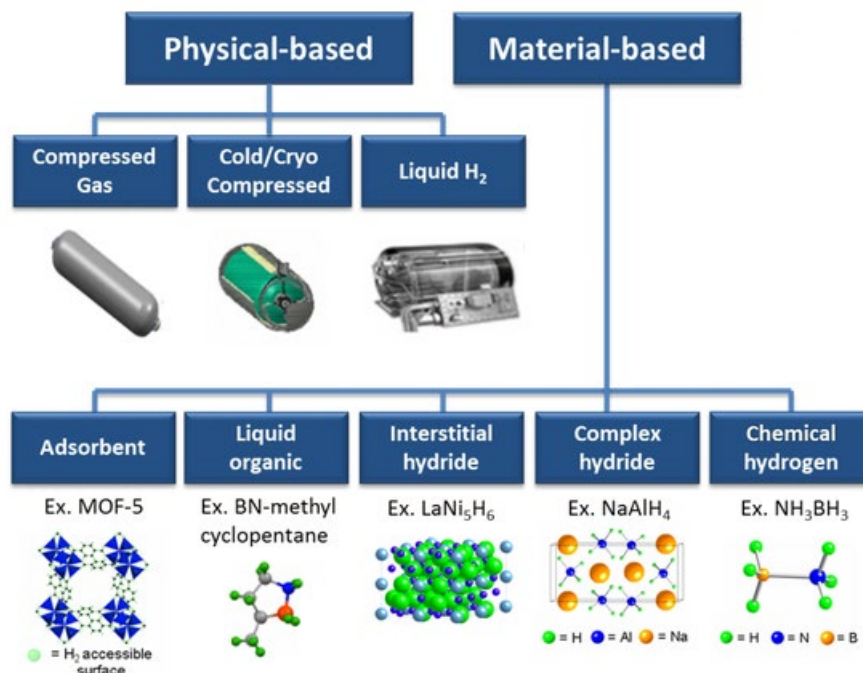 Physical-based
Material-based
Compressed
Gas
Cold/Cryo
Compressed
Liquid H₂
Adsorbent
Liquid
organic
Interstitial
hydride
Complex
hydride
Chemical
hydrogen
Ex. MOF-5
Ex. BN-methyl
cyclopentane
Ex. LaNi₅H₆
Ex. NaAlH₄
Ex. NH₃BH₃
= H₂ accessible
surface
= H = Al = Na
= H = N = B